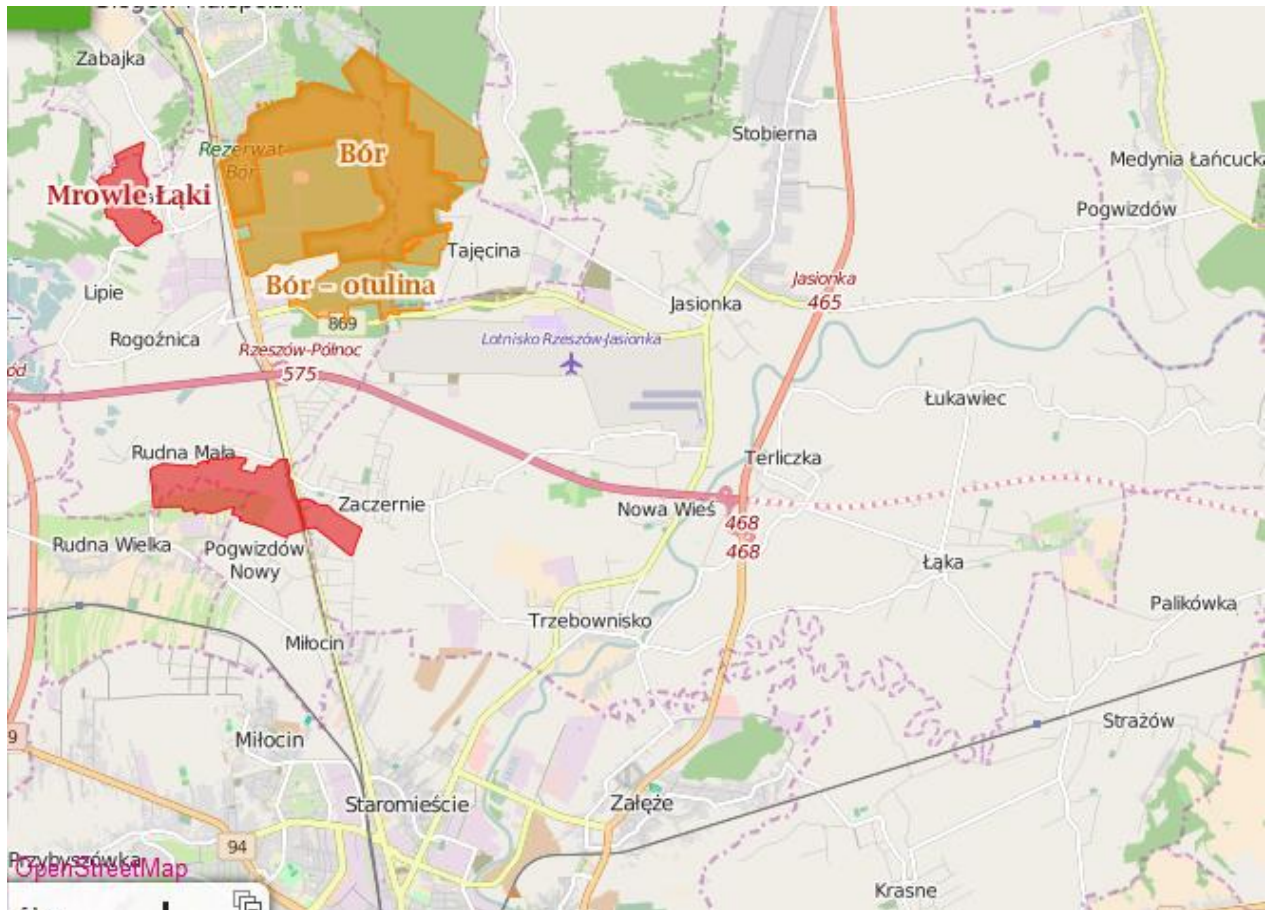 Zabajka
Stobierna
Bór
Rezerwat
Bór
Medynia Łańcucka
Mrowle Łąki
Pogwizdów
Tajęcina
Jasionka
465
Bór – otulina
Lipie
Jasionka
869
Rogoźnica
Lotnisko Rzeszów-Jasionka
Rzeszów-Północ
575
Łukawiec
Rudna Mała
Terliczka
Zaczernie
Nowa Wieś
468
468
Rudna Wielka
Pogwizdów
Nowy
Łąka
Palikówka
Trzebownisko
Miłocin
Strażów
9
Miłocin
Staromieście
Załęże
94
Przybyszówka
OpenStreetMap
Krasne